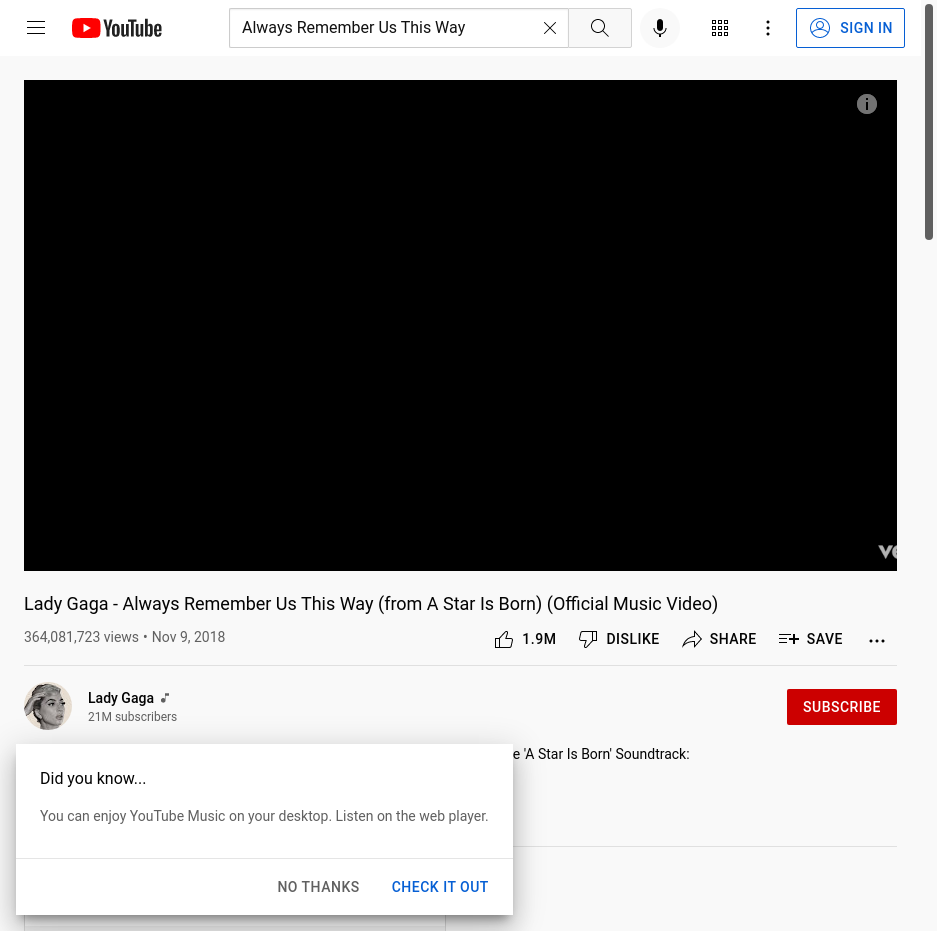 YouTube
Always Remember Us This Way
SIGN IN
Lady Gaga - Always Remember Us This Way (from A Star Is Born) (Official Music Video)
364,081,723 views • Nov 9, 2018
1.9M
DISLIKE
SHARE
SAVE
Lady Gaga
21M subscribers
SUBSCRIBE
e 'A Star Is Born' Soundtrack:
Did you know...
You can enjoy YouTube Music on your desktop. Listen on the web player.
NO THANKS
CHECK IT OUT